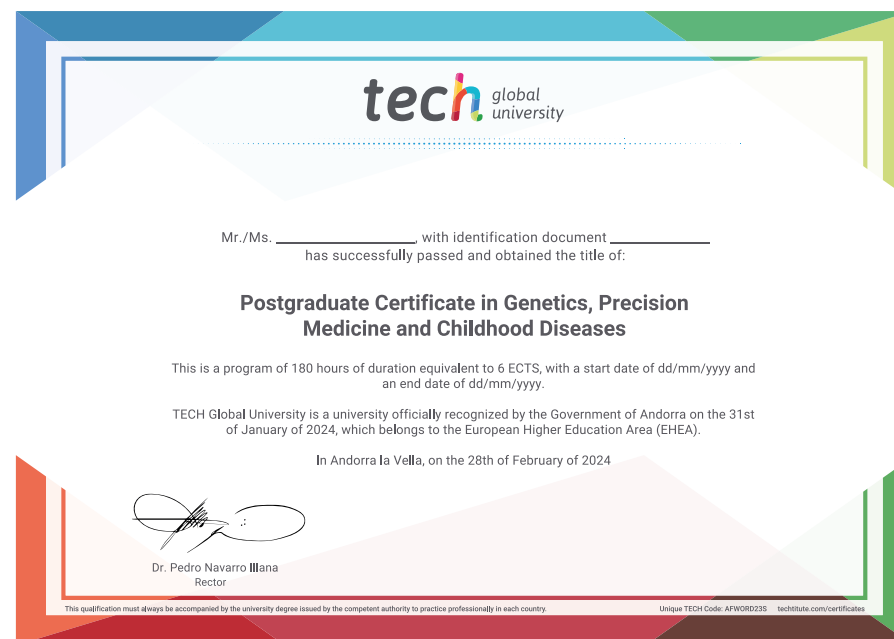 tech global
university
Mr./Ms. ________________, with identification document ____________
has successfully passed and obtained the title of:
Postgraduate Certificate in Genetics, Precision
Medicine and Childhood Diseases
This is a program of 180 hours of duration equivalent to 6 ECTS, with a start date of dd/mm/yyyy and
an end date of dd/mm/yyyy.
TECH Global University is a university officially recognized by the Government of Andorra on the 31st
of January of 2024, which belongs to the European Higher Education Area (EHEA).
In Andorra la Vella, on the 28th of February of 2024
Dr. Pedro Navarro Illana
Rector
This qualification must always be accompanied by the university degree issued by the competent authority to practice professionally in each country. Unique TECH Code: AFWORD23S techtitute.com/certificates